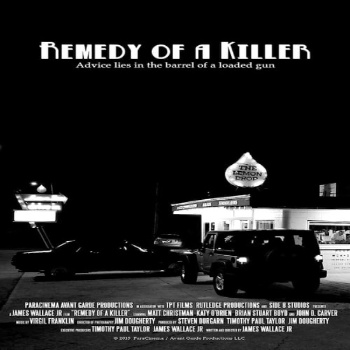 REMEDY OF A KILLER
Advice lies in the barrel of a loaded gun
THE
LEMON
DROP
PARACINEMA AVANT GARDE PRODUCTIONS IN ASSOCIATION WITH TPT FILMS, RUTLEDGE PRODUCTIONS AND SIDE B STUDIOS PRESENTS
A JAMES WALLACE JR FILM "REMEDY OF A KILLER" STARRING MATT CHRISTMAN KATY O'BRIEN BRIAN STUART BOYD AND JOHN D. CARVER
MUSIC BY VIRGIL FRANKLIN DIRECTOR OF PHOTOGRAPHY JIM DOUGHERTY PRODUCED BY STEVEN BURGARN TIMOTHY PAUL TAYLOR JIM DOUGHERTY
EXECUTIVE PRODUCERS TIMOTHY PAUL TAYLOR JAMES WALLACE JR WRITTEN AND DIRECTED BY JAMES WALLACE JR
© 2013 ParaCinema / Avant Garde Productions LLC